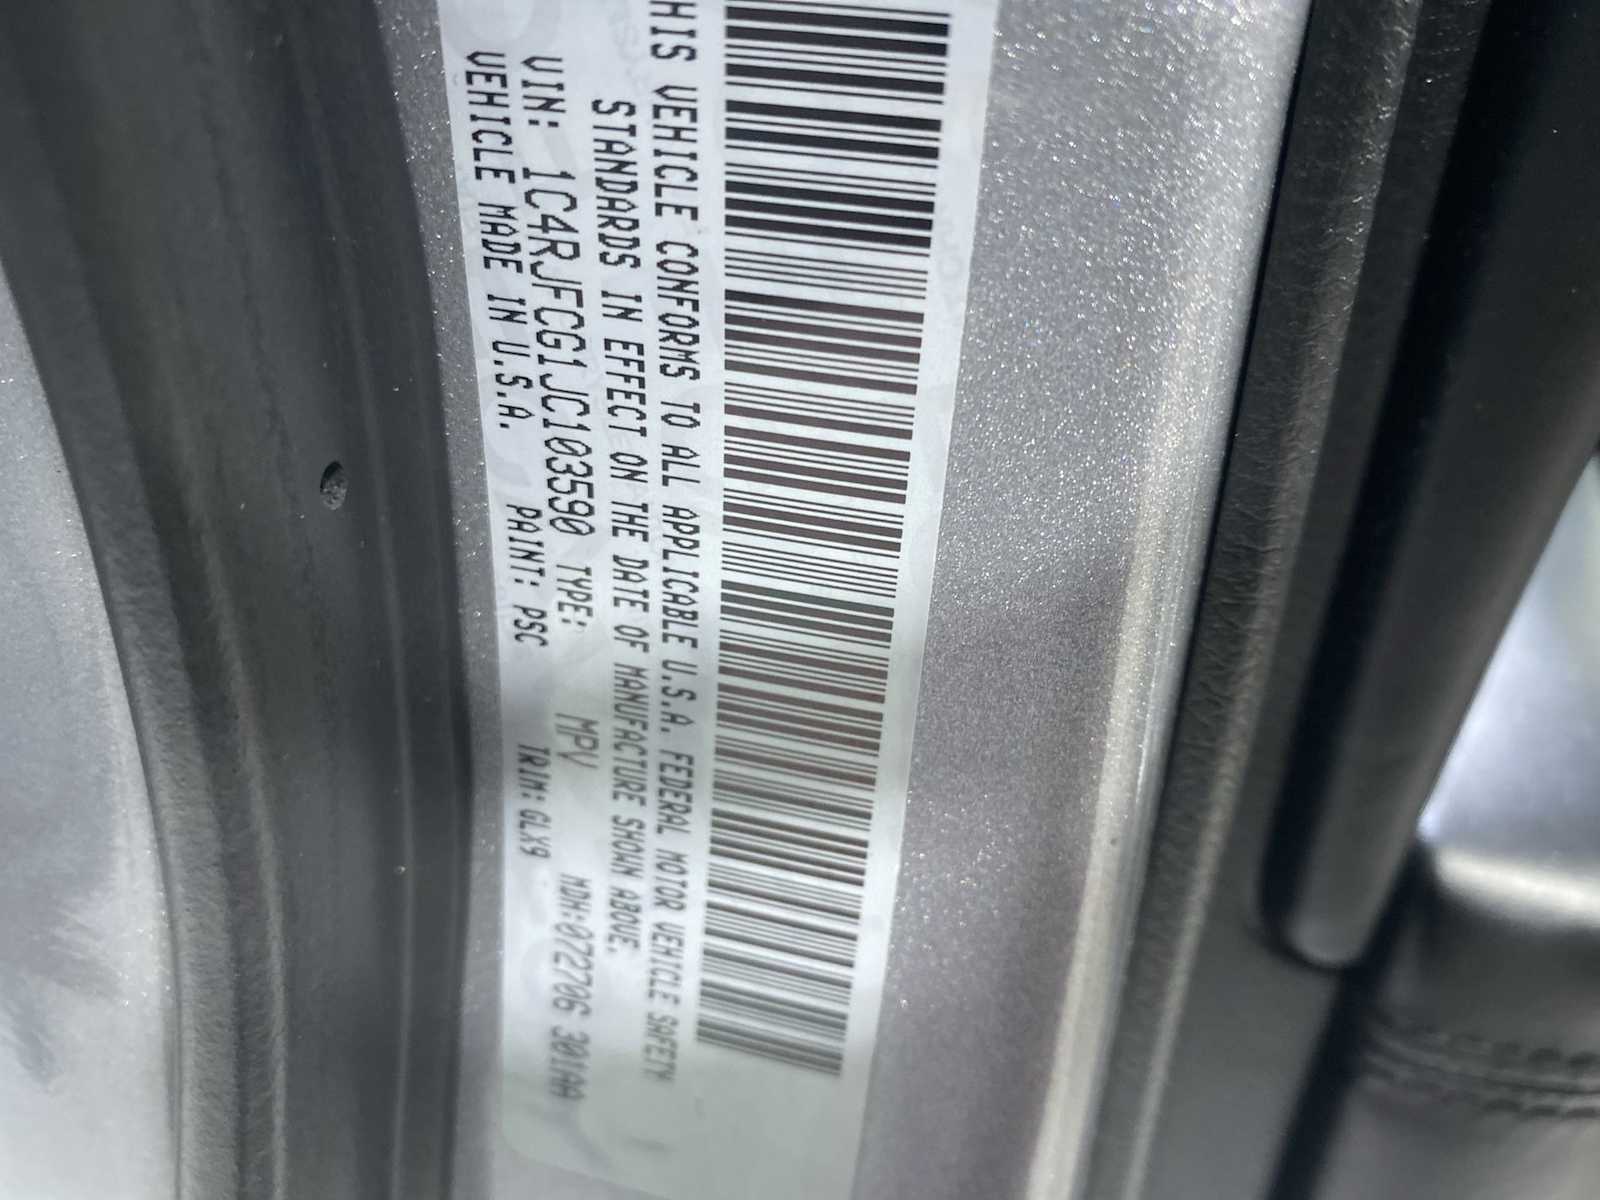 THIS VEHICLE CONFORMS TO ALL APPLICABLE U.S.A. FEDERAL MOTOR VEHICLE SAFETY
STANDARDS IN EFFECT ON THE DATE OF MANUFACTURE SHOWN ABOVE.
VIN: 1C4RJFCG1JC103590 TYPE: MPV MDH:072706 301AA
VEHICLE MADE IN U.S.A. PAINT: PSC TRIM: GLX9